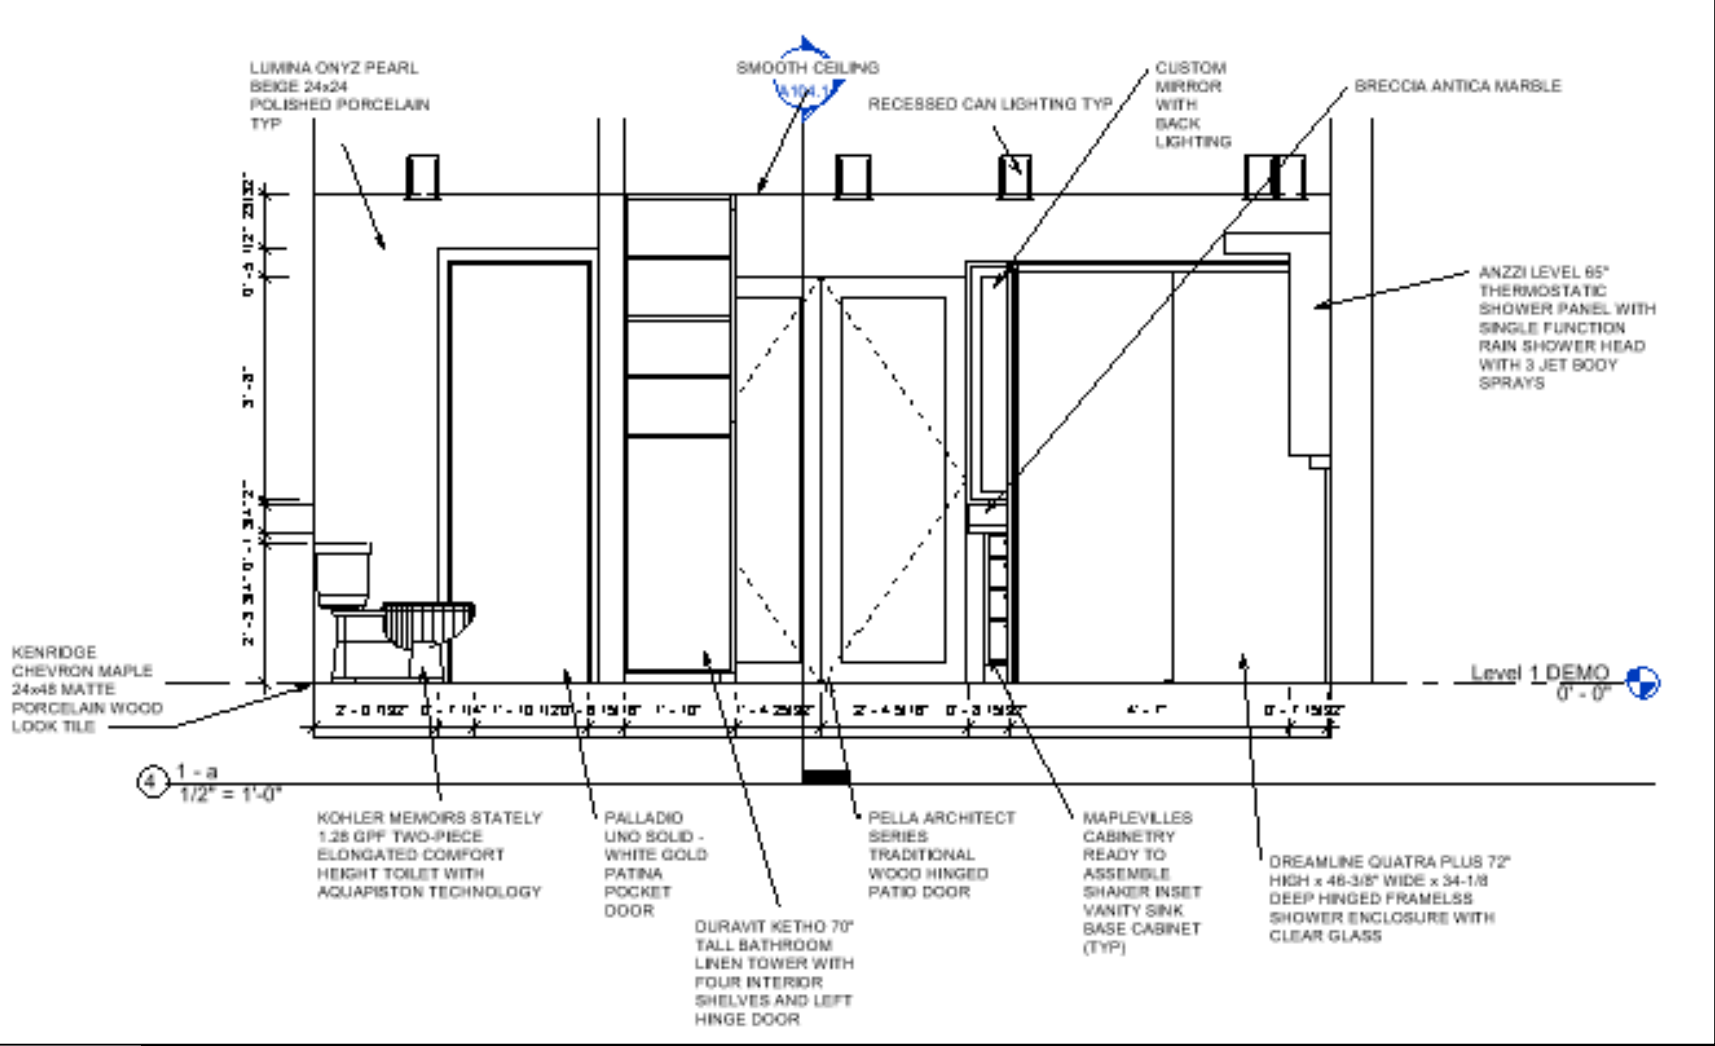 LUMINA ONYZ PEARL
BEIGE 24x24
POLISHED PORCELAIN
TYP
SMOOTH CEILING
A104.1
RECESSED CAN LIGHTING TYP
CUSTOM
MIRROR
WITH
BACK
LIGHTING
BRECCIA ANTICA MARBLE
ANZZI LEVEL 65"
THERMOSTATIC
SHOWER PANEL WITH
SINGLE FUNCTION
RAIN SHOWER HEAD
WITH 3 JET BODY
SPRAYS
KENRIDGE
CHEVRON MAPLE
24x48 MATTE
PORCELAIN WOOD
LOOK TILE
Level 1 DEMO
0' - 0"
1' - 10"
4' - 1"
4
1 - a
1/2" = 1'-0"
KOHLER MEMOIRS STATELY
1.28 GPF TWO-PIECE
ELONGATED COMFORT
HEIGHT TOILET WITH
AQUAPISTON TECHNOLOGY
PALLADIO
UNO SOLID -
WHITE GOLD
PATINA
POCKET
DOOR
DURAVIT KETHO 70"
TALL BATHROOM
LINEN TOWER WITH
FOUR INTERIOR
SHELVES AND LEFT
HINGE DOOR
PELLA ARCHITECT
SERIES
TRADITIONAL
WOOD HINGED
PATIO DOOR
MAPLEVILLES
CABINETRY
READY TO
ASSEMBLE
SHAKER INSET
VANITY SINK
BASE CABINET
(TYP)
DREAMLINE QUATRA PLUS 72"
HIGH x 46-3/8" WIDE x 34-1/8
DEEP HINGED FRAMELSS
SHOWER ENCLOSURE WITH
CLEAR GLASS